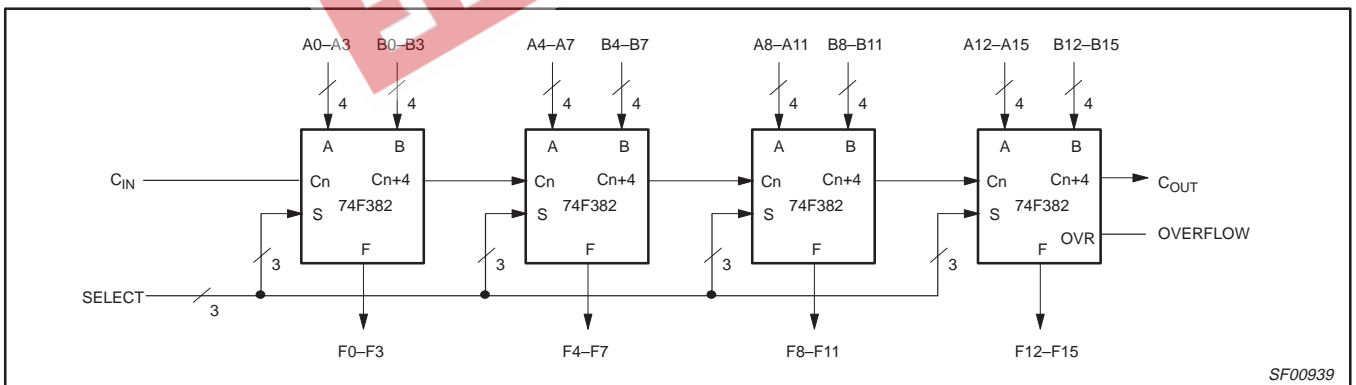 A0–A3 B0–B3 A4–A7 B4–B7 A8–A11 B8–B11 A12–A15 B12–B15
4 4 4 4 4 4 4 4
A B A B A B A B
CIN Cn Cn+4 Cn Cn+4 Cn Cn+4 Cn Cn+4 COUT
74F382 74F382 74F382 74F382
S S S S
F F F F OVR OVERFLOW
3 3 3 3
SELECT 3
F0–F3 F4–F7 F8–F11 F12–F15
SF00939